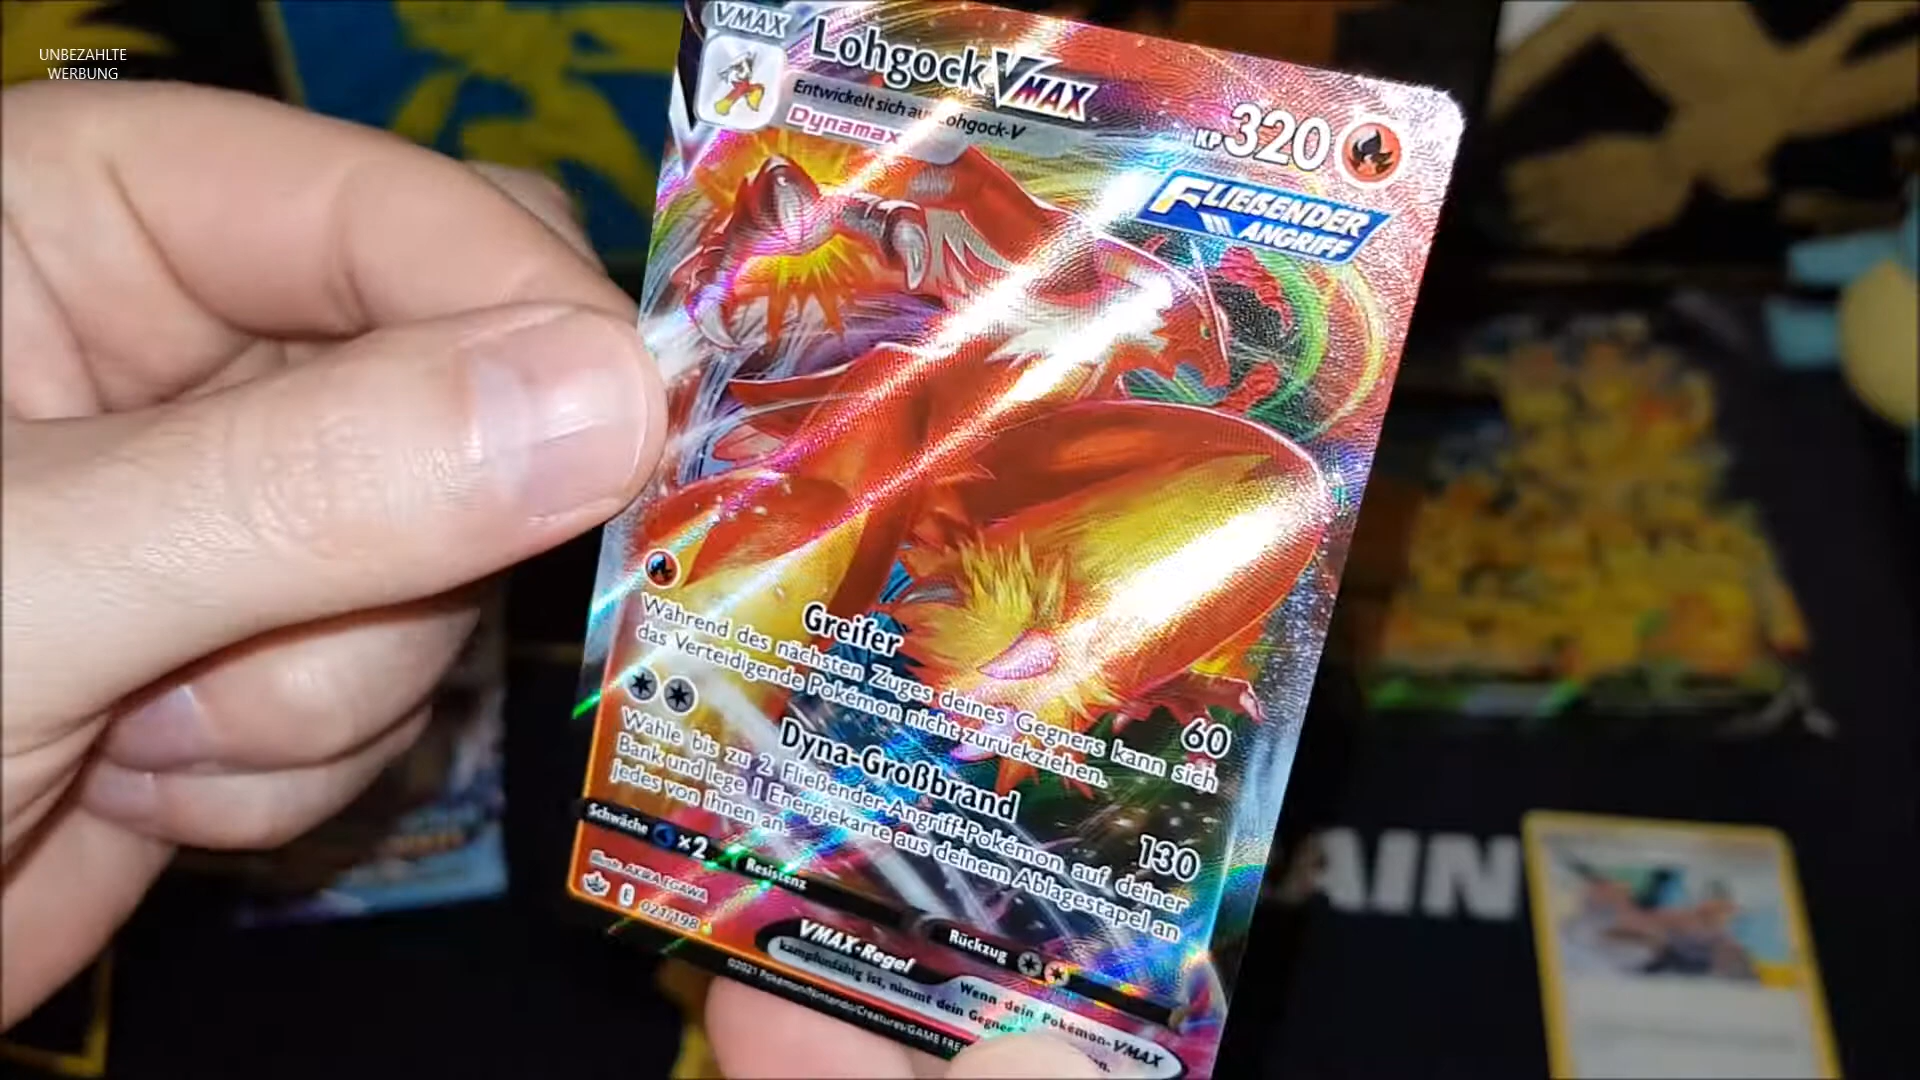 UNBEZAHLTE
WERBUNG
VMAX
Lohgock VMAX
Entwickelt sich aus Lohgock-V
Dynamax
KP 320
FLIEßENDER
ANGRIFF
Greifer
60
Während des nächsten Zuges deines Gegners kann sich
das Verteidigende Pokémon nicht zurückziehen.
Dyna-Großbrand
130
Wähle bis zu 2 Fließender-Angriff-Pokémon auf deiner
Bank und lege 1 Energiekarte aus deinem Ablagestapel an
jedes von ihnen an.
Schwäche ×2 Resistenz
Rückzug
Illustr. AKIRA EGAWA
E 021/198
VMAX-Regel
Wenn dein Pokémon-VMAX
kampfunfähig ist, nimmt dein Gegner
©2021 Pokémon/Nintendo/Creatures/GAME FREAK
AIN